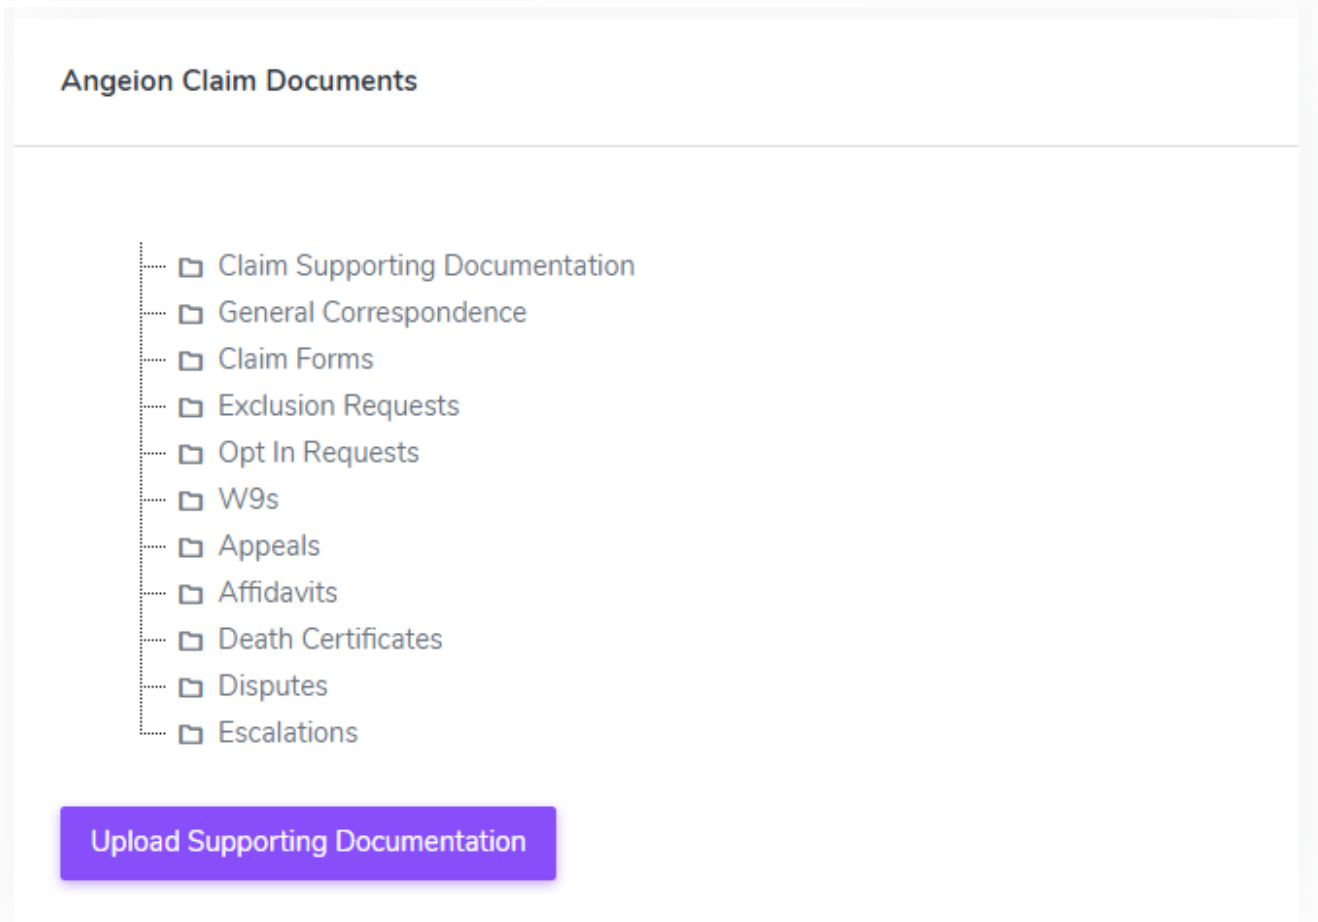 Angeion Claim Documents
Claim Supporting Documentation
General Correspondence
Claim Forms
Exclusion Requests
Opt In Requests
W9s
Appeals
Affidavits
Death Certificates
Disputes
Escalations
Upload Supporting Documentation